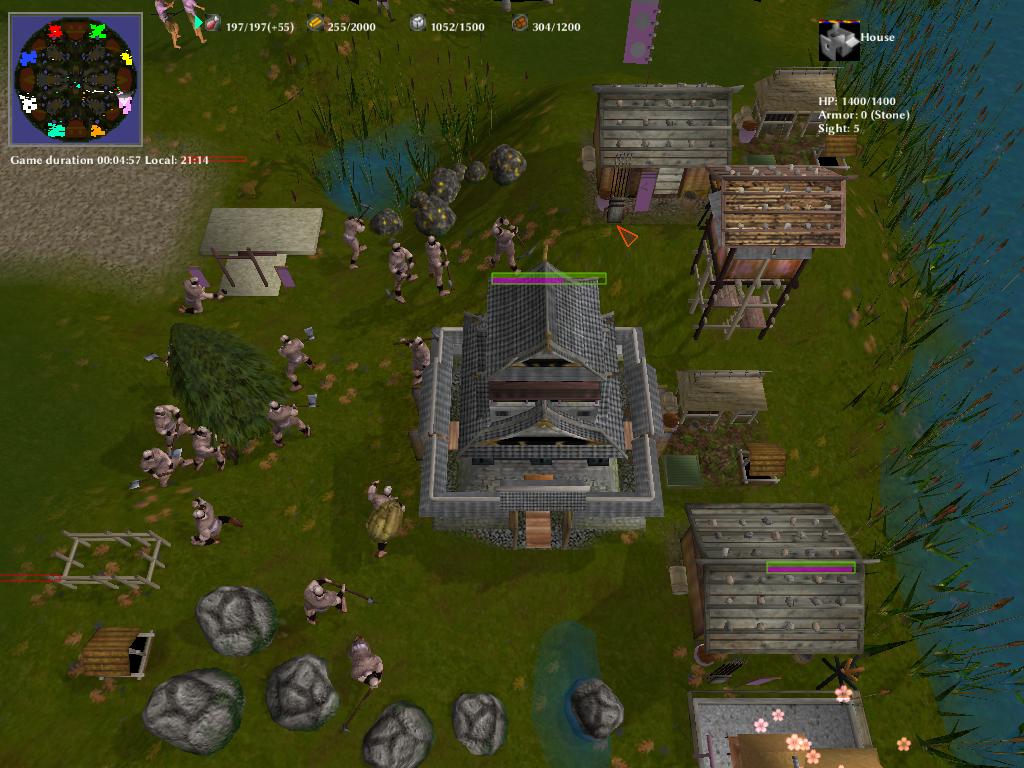 197/197(+55) 255/2000 1052/1500 304/1200
House
HP: 1400/1400
Armor: 0 (Stone)
Sight: 5
Game duration 00:04:57 Local: 21:14